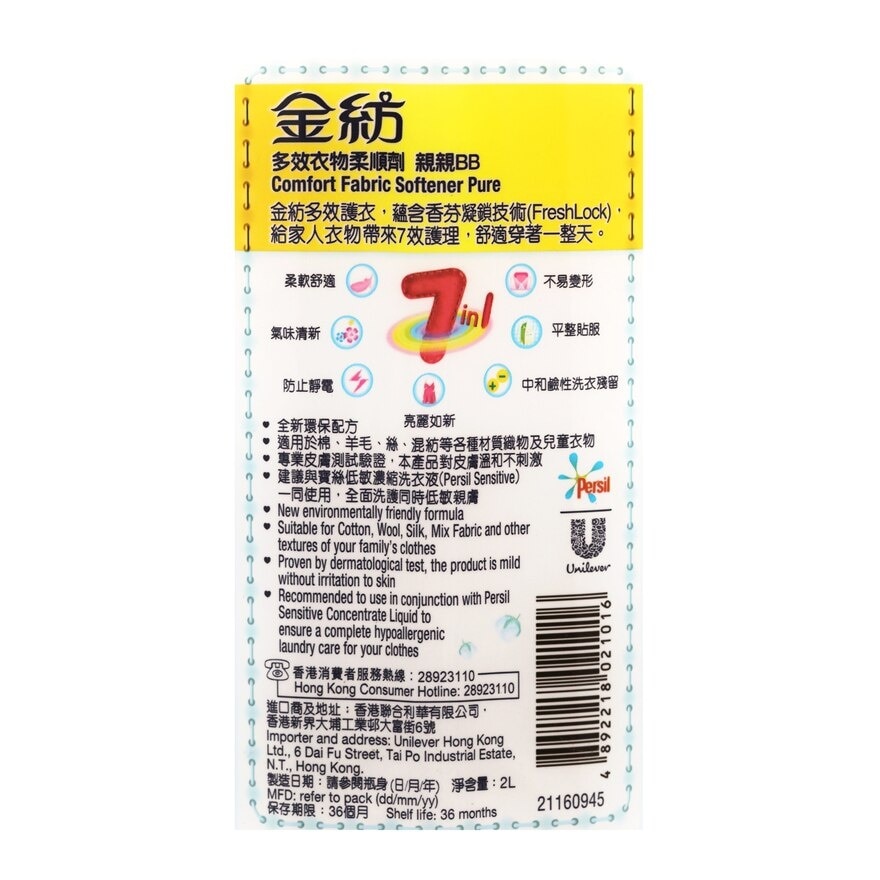 金紡
多效衣物柔順劑 親親BB
Comfort Fabric Softener Pure
金紡多效護衣，蘊含香芬凝鎖技術(FreshLock)，
給家人衣物帶來7效護理，舒適穿著一整天。
柔軟舒適
不易變形
7in1
氣味清新
平整貼服
防止靜電
中和鹼性洗衣殘留
亮麗如新
• 全新環保配方
• 適用於棉、羊毛、絲、混紡等各種材質織物及兒童衣物
• 專業皮膚測試驗證，本產品對皮膚溫和不刺激
• 建議與寶絲低敏濃縮洗衣液(Persil Sensitive)
一同使用，全面洗護同時低敏親膚
• New environmentally friendly formula
• Suitable for Cotton, Wool, Silk, Mix Fabric and other
textures of your family's clothes
• Proven by dermatological test, the product is mild
without irritation to skin
• Recommended to use in conjunction with Persil
Sensitive Concentrate Liquid to
ensure a complete hypoallergenic
laundry care for your clothes
Persil
Unilever
香港消費者服務熱線：28923110
Hong Kong Consumer Hotline: 28923110
進口商及地址：香港聯合利華有限公司，
香港新界大埔工業邨大富街6號
Importer and address: Unilever Hong Kong
Ltd., 6 Dai Fu Street, Tai Po Industrial Estate,
N.T., Hong Kong.
製造日期：請參閱瓶身(日/月/年) 淨含量：2L
MFD: refer to pack (dd/mm/yy)
保存期限：36個月 Shelf life: 36 months
4 892218 021016
21160945